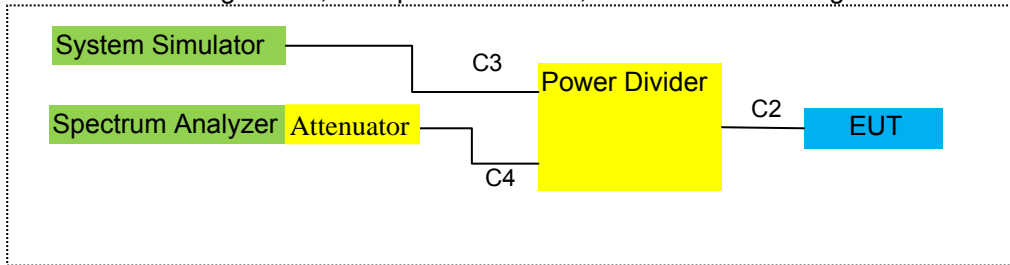 System Simulator
C3
Power Divider
C2
Spectrum Analyzer
Attenuator
EUT
C4